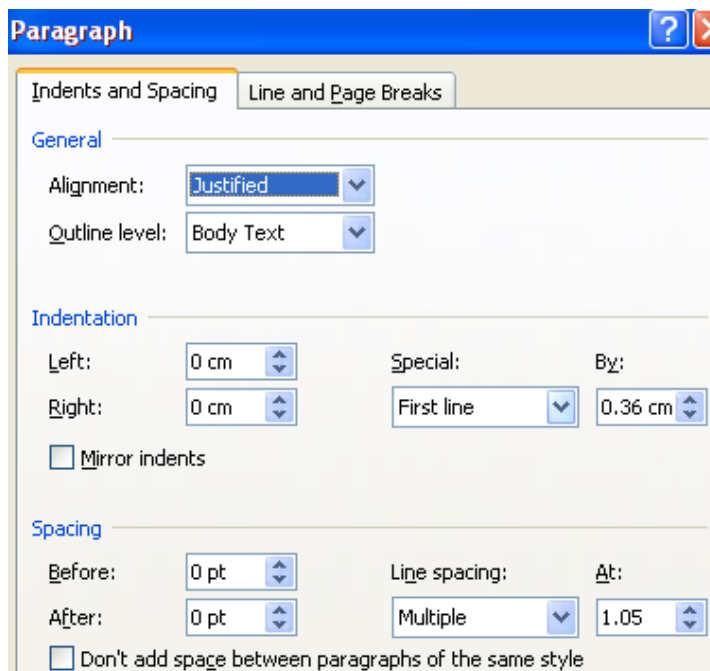 Paragraph
Indents and Spacing Line and Page Breaks
General
Alignment: Justified
Outline level: Body Text
Indentation
Left: 0 cm Special: By:
Right: 0 cm First line 0.36 cm
Mirror indents
Spacing
Before: 0 pt Line spacing: At:
After: 0 pt Multiple 1.05
Don't add space between paragraphs of the same style